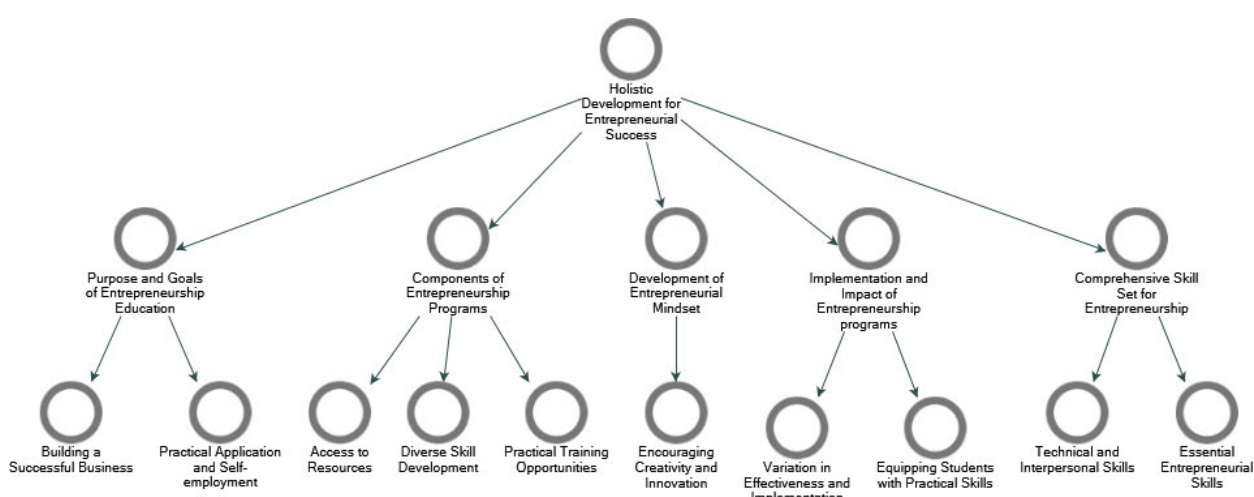 Holistic
Development for
Entrepreneurial
Success
Purpose and Goals
of Entrepreneurship
Education
Components of
Entrepreneurship
Programs
Development of
Entrepreneurial
Mindset
Implementation and
Impact of
Entrepreneurship
programs
Comprehensive Skill
Set for
Entrepreneurship
Building a
Successful Business
Practical Application
and Self-
employment
Access to
Resources
Diverse Skill
Development
Practical Training
Opportunities
Encouraging
Creativity and
Innovation
Variation in
Effectiveness and
Implementation
Equipping Students
with Practical Skills
Technical and
Interpersonal Skills
Essential
Entrepreneurial
Skills